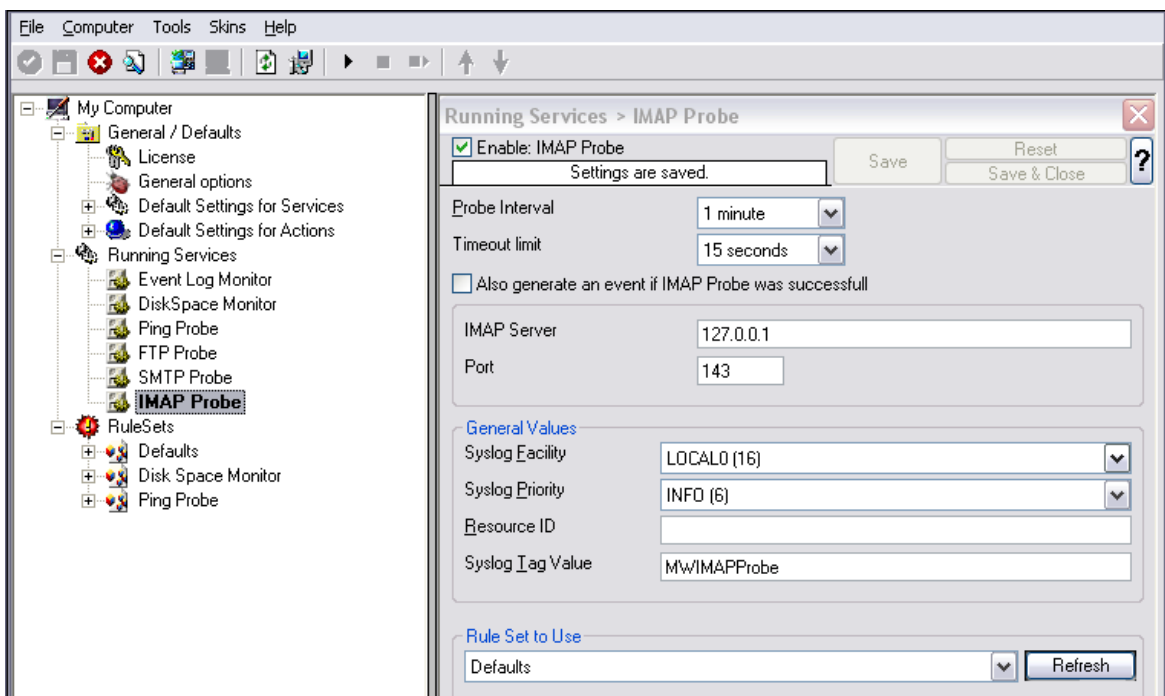 File Computer Tools Skins Help
My Computer
General / Defaults
License
General options
Default Settings for Services
Default Settings for Actions
Running Services
Event Log Monitor
DiskSpace Monitor
Ping Probe
FTP Probe
SMTP Probe
IMAP Probe
RuleSets
Defaults
Disk Space Monitor
Ping Probe
Running Services > IMAP Probe
Enable: IMAP Probe
Settings are saved.
Save
Reset
Save & Close
?
Probe Interval 1 minute
Timeout limit 15 seconds
Also generate an event if IMAP Probe was successfull
IMAP Server 127.0.0.1
Port 143
General Values
Syslog Facility LOCAL0 (16)
Syslog Priority INFO (6)
Resource ID
Syslog Tag Value MWIMAPProbe
Rule Set to Use
Defaults Refresh